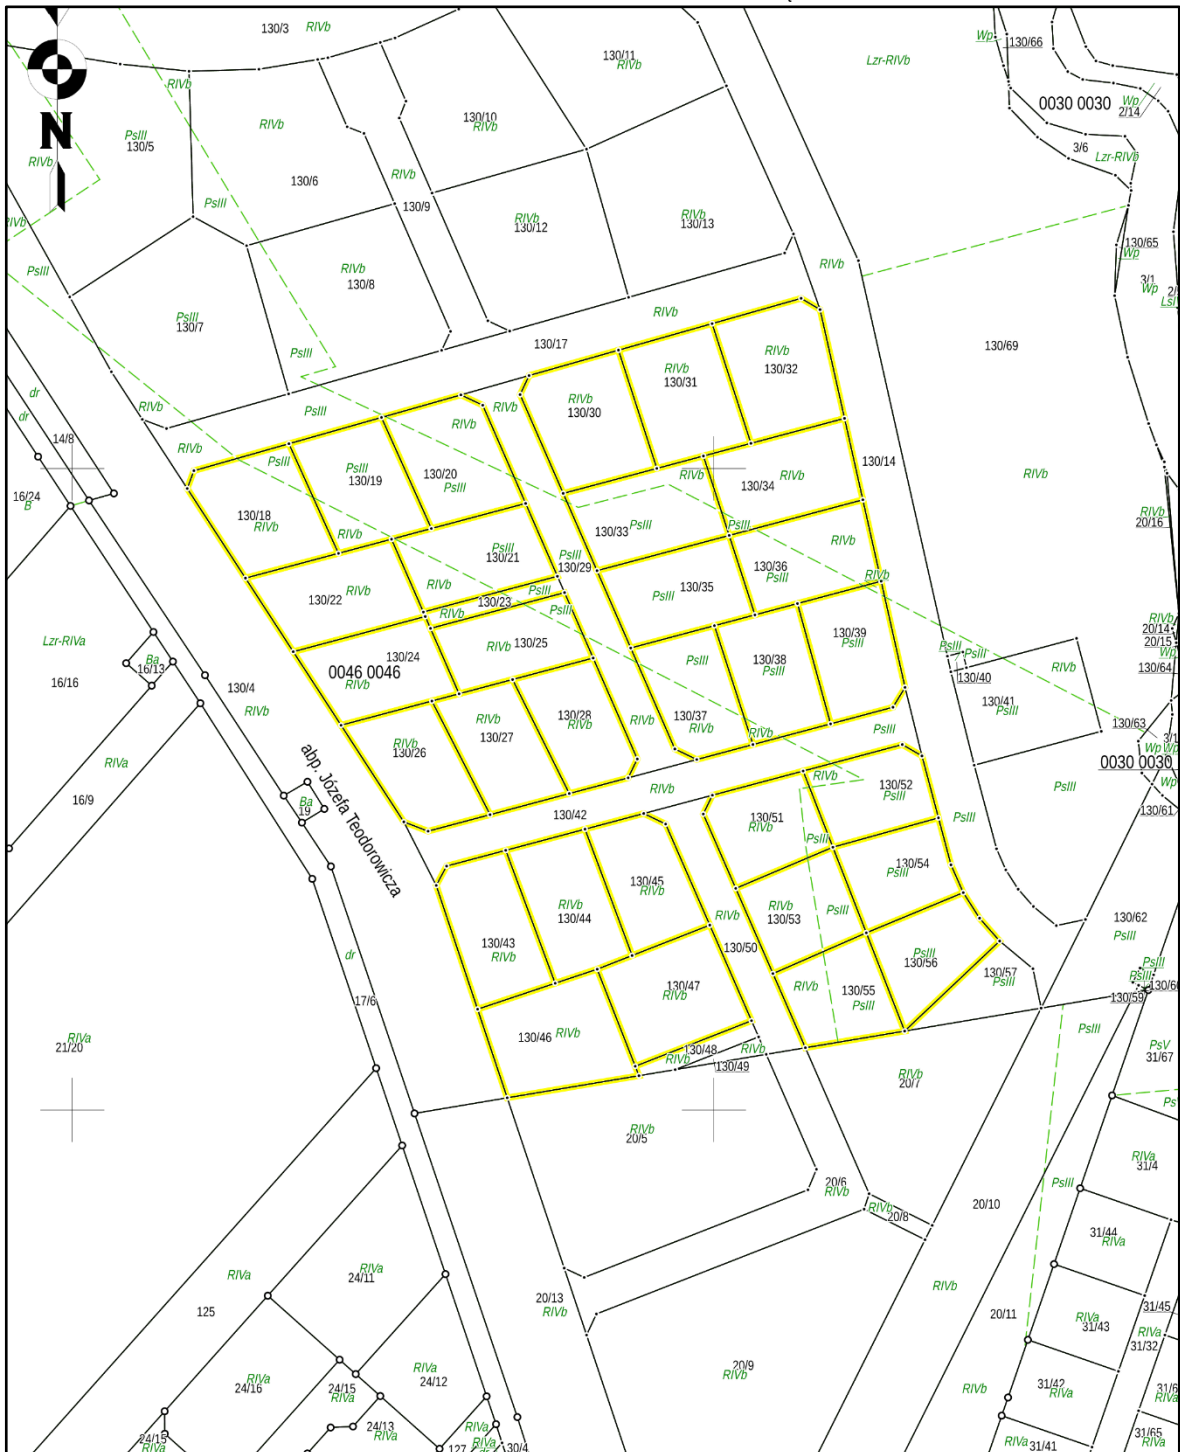 130/3 RIVb
130/11
RIVb
Lzr-RIVb
Wp
130/66
RIVb
0030 0030
Wp
2/14
N
PsIII
130/5
RIVb
130/10
RIVb
3/6
Lzr-RIVb
RIVb
130/6
RIVb
PsIII
130/9
RIVb
130/12
RIVb
130/13
RIVb
130/65
Wp
PsIII
RIVb
130/8
RIVb
3/1
Wp
PsIII
130/7
130/17
RIVb
130/69
PsIII
RIVb
130/31
RIVb
130/32
dr
dr
RIVb
PsIII
RIVb
RIVb
130/30
14/8
RIVb
RIVb
PsIII
PsIII
130/19
130/20
PsIII
RIVb
130/34
RIVb
130/14
RIVb
16/24
B
130/18
RIVb
RIVb
130/33
PsIII
PsIII
RIVb
20/16
PsIII
130/21
PsIII
130/29
RIVb
130/36
PsIII
RIVb
130/22
RIVb
RIVb
130/23
PsIII
PsIII
130/35
PsIII
RIVb
20/14
20/15
Lzr-RIVa
16/16
Ba
16/13
RIVb
130/24
0046 0046
RIVb
130/25
RIVb
PsIII
130/38
PsIII
130/39
PsIII
PsIII
PsIII
130/40
RIVb
Wp
130/64
130/4
RIVb
130/41
PsIII
RIVb
130/26
RIVb
130/27
130/28
RIVb
RIVb
130/37
RIVb
RIVb
PsIII
130/63
3/1
Wp Wp
0030 0030
Wp
RIVa
16/9
abp. Józefa Teodorowicza
Ba
19
RIVb
RIVb
130/52
PsIII
PsIII
130/42
130/51
RIVb
PsIII
PsIII
130/61
130/45
RIVb
130/54
PsIII
RIVb
130/44
RIVb
RIVb
130/53
PsIII
130/62
PsIII
130/43
RIVb
130/50
PsIII
130/56
130/57
PsIII
dr
17/6
130/47
RIVb
RIVb
130/55
PsIII
PsIII
PsIII
130/59
130/60
RIVa
21/20
130/46
RIVb
130/48
RIVb
RIVb
130/49
PsIII
PsV
31/67
20/7
RIVb
RIVb
20/5
RIVa
31/4
20/6
RIVb
RIVb
20/8
20/10
PsIII
31/44
RIVa
RIVa
24/11
RIVa
125
20/13
RIVb
RIVb
20/11
RIVa
31/43
31/45
RIVa
31/32
RIVa
24/16
24/15
RIVa
RIVa
24/12
20/9
RIVb
RIVb
31/42
RIVa
RIVa
24/15
RIVa
24/13
RIVa
RIVa
RIVa
127
dr
RIVa
31/41
31/65
RIVa